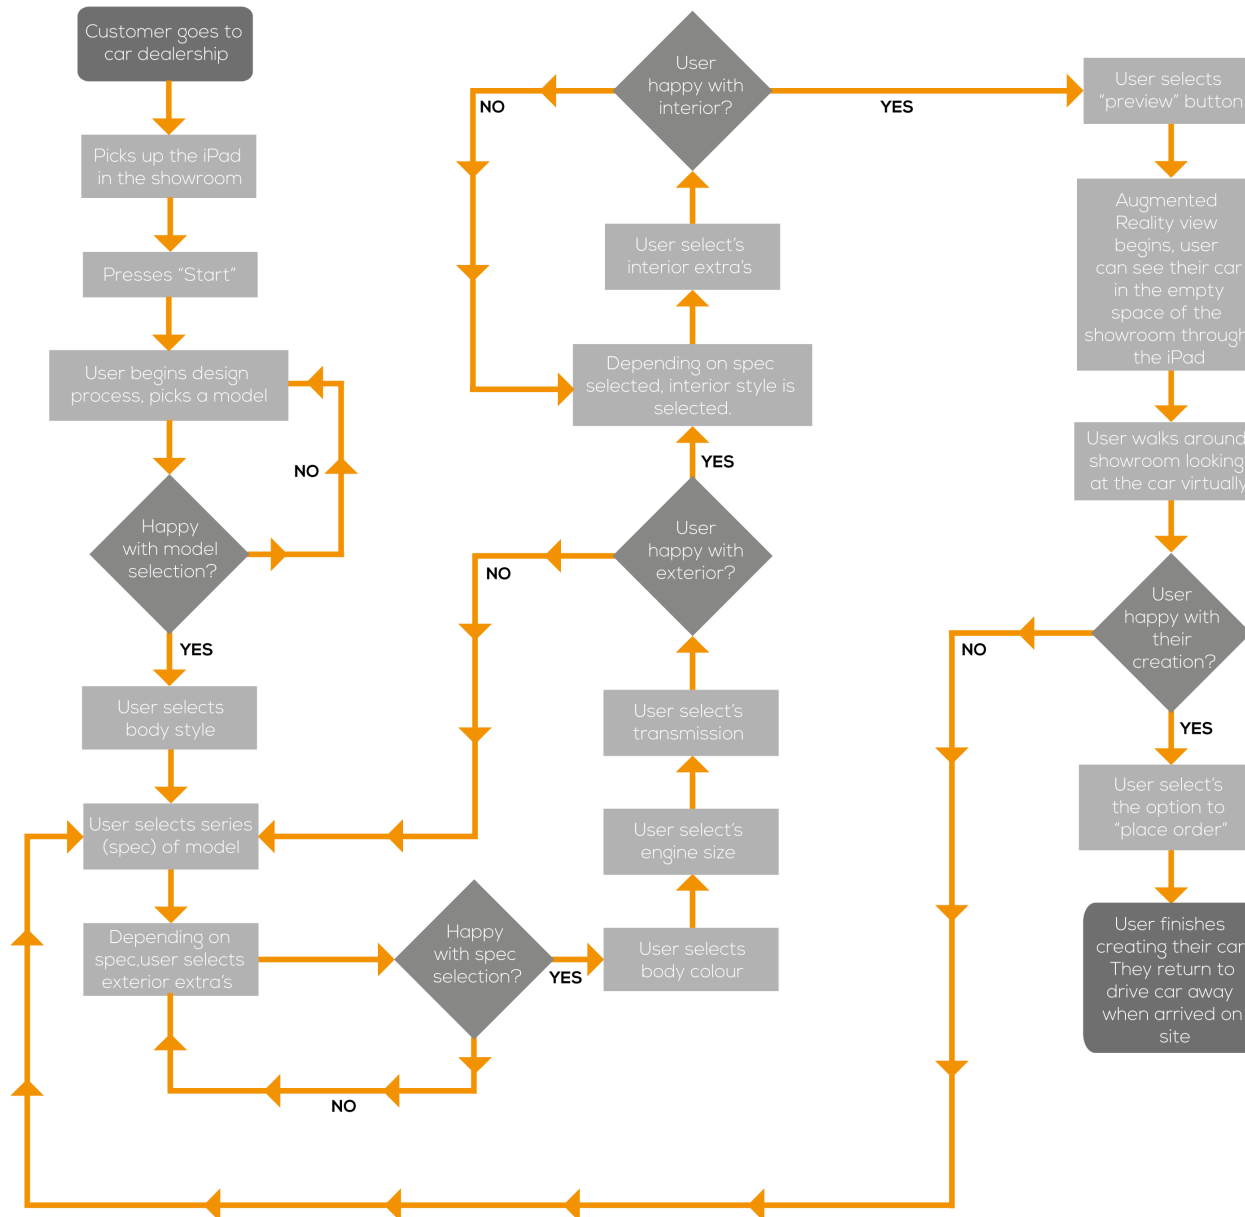 Customer goes to
car dealership
Picks up the iPad
in the showroom
Presses "Start"
User begins design
process, picks a model
NO
Happy
with model
selection?
YES
User selects
body style
User selects series
(spec) of model
Depending on
spec,user selects
exterior extra's
Happy
with spec
selection?
NO
YES
User selects
body colour
User select's
engine size
User select's
transmission
User
happy with
exterior?
NO
YES
Depending on spec
selected, interior style is
selected.
User select's
interior extra's
User
happy with
interior?
NO
YES
User selects
"preview" button
Augmented
Reality view
begins, user
can see their car
in the empty
space of the
showroom through
the iPad
User walks around
showroom looking
at the car virtually
User
happy with
their
creation?
NO
YES
User select's
the option to
"place order"
User finishes
creating their car
They return to
drive car away
when arrived on
site